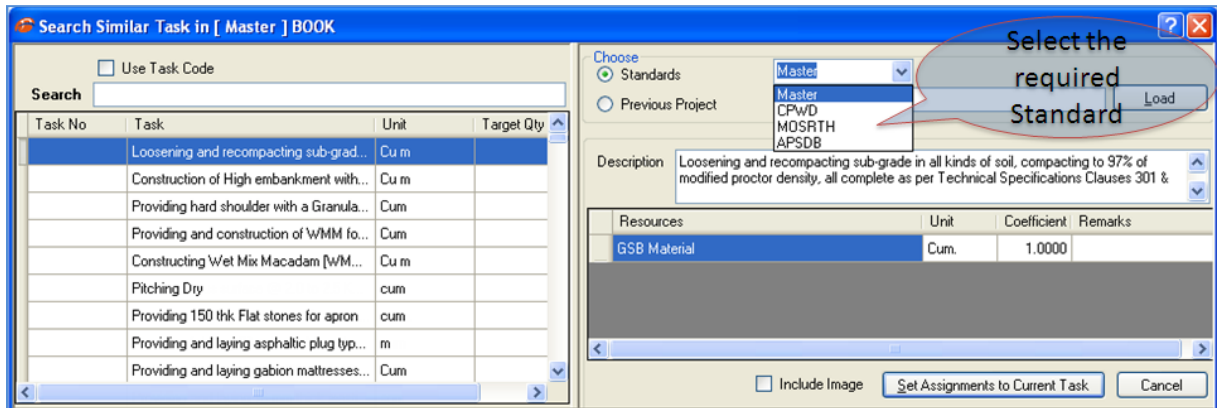 Search Similar Task in [ Master ] BOOK
Use Task Code
Search
Task No Task Unit Target Qty
Loosening and recompacting sub-grad... Cu m
Construction of High embankment with... Cu m
Providing hard shoulder with a Granula... Cum
Providing and construction of WMM fo... Cum
Constructing Wet Mix Macadam [WM... Cu m
Pitching Dry cum
Providing 150 thk Flat stones for apron cum
Providing and laying asphaltic plug typ... m
Providing and laying gabion mattresses... Cum
Choose
Standards Master
Previous Project
Master
CPWD
MOSRTH
APSDB
Load
Select the
required
Standard
Description Loosening and recompacting sub-grade in all kinds of soil, compacting to 97% of
modified proctor density, all complete as per Technical Specifications Clauses 301 &
Resources Unit Coefficient Remarks
GSB Material Cum. 1.0000
Include Image Set Assignments to Current Task Cancel